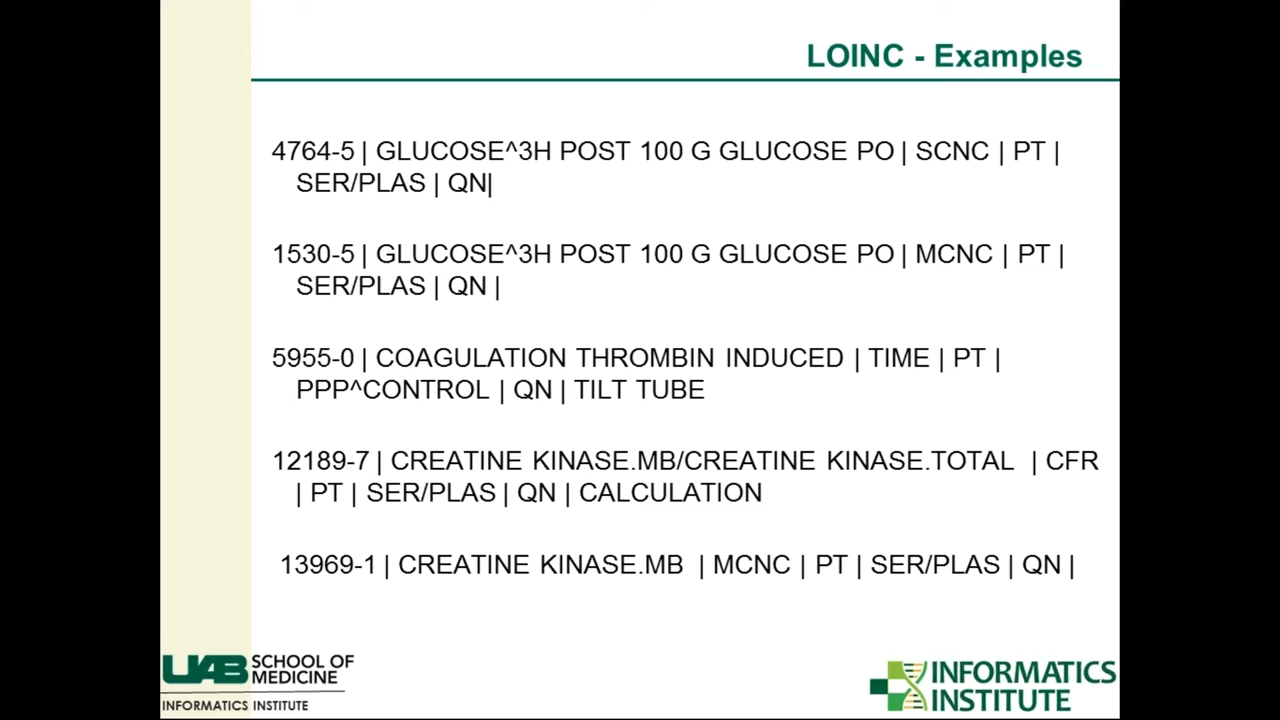 LOINC - Examples
4764-5 | GLUCOSE^3H POST 100 G GLUCOSE PO | SCNC | PT |
SER/PLAS | QN|
1530-5 | GLUCOSE^3H POST 100 G GLUCOSE PO | MCNC | PT |
SER/PLAS | QN |
5955-0 | COAGULATION THROMBIN INDUCED | TIME | PT |
PPP^CONTROL | QN | TILT TUBE
12189-7 | CREATINE KINASE.MB/CREATINE KINASE.TOTAL | CFR
| PT | SER/PLAS | QN | CALCULATION
13969-1 | CREATINE KINASE.MB | MCNC | PT | SER/PLAS | QN |
UAB SCHOOL OF
MEDICINE
INFORMATICS INSTITUTE
INFORMATICS
INSTITUTE